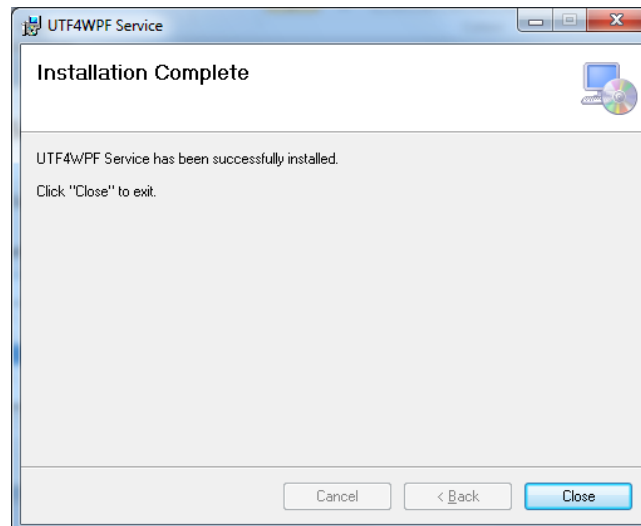 UTF4WPF Service
Installation Complete
UTF4WPF Service has been successfully installed.
Click "Close" to exit.
Cancel
< Back
Close